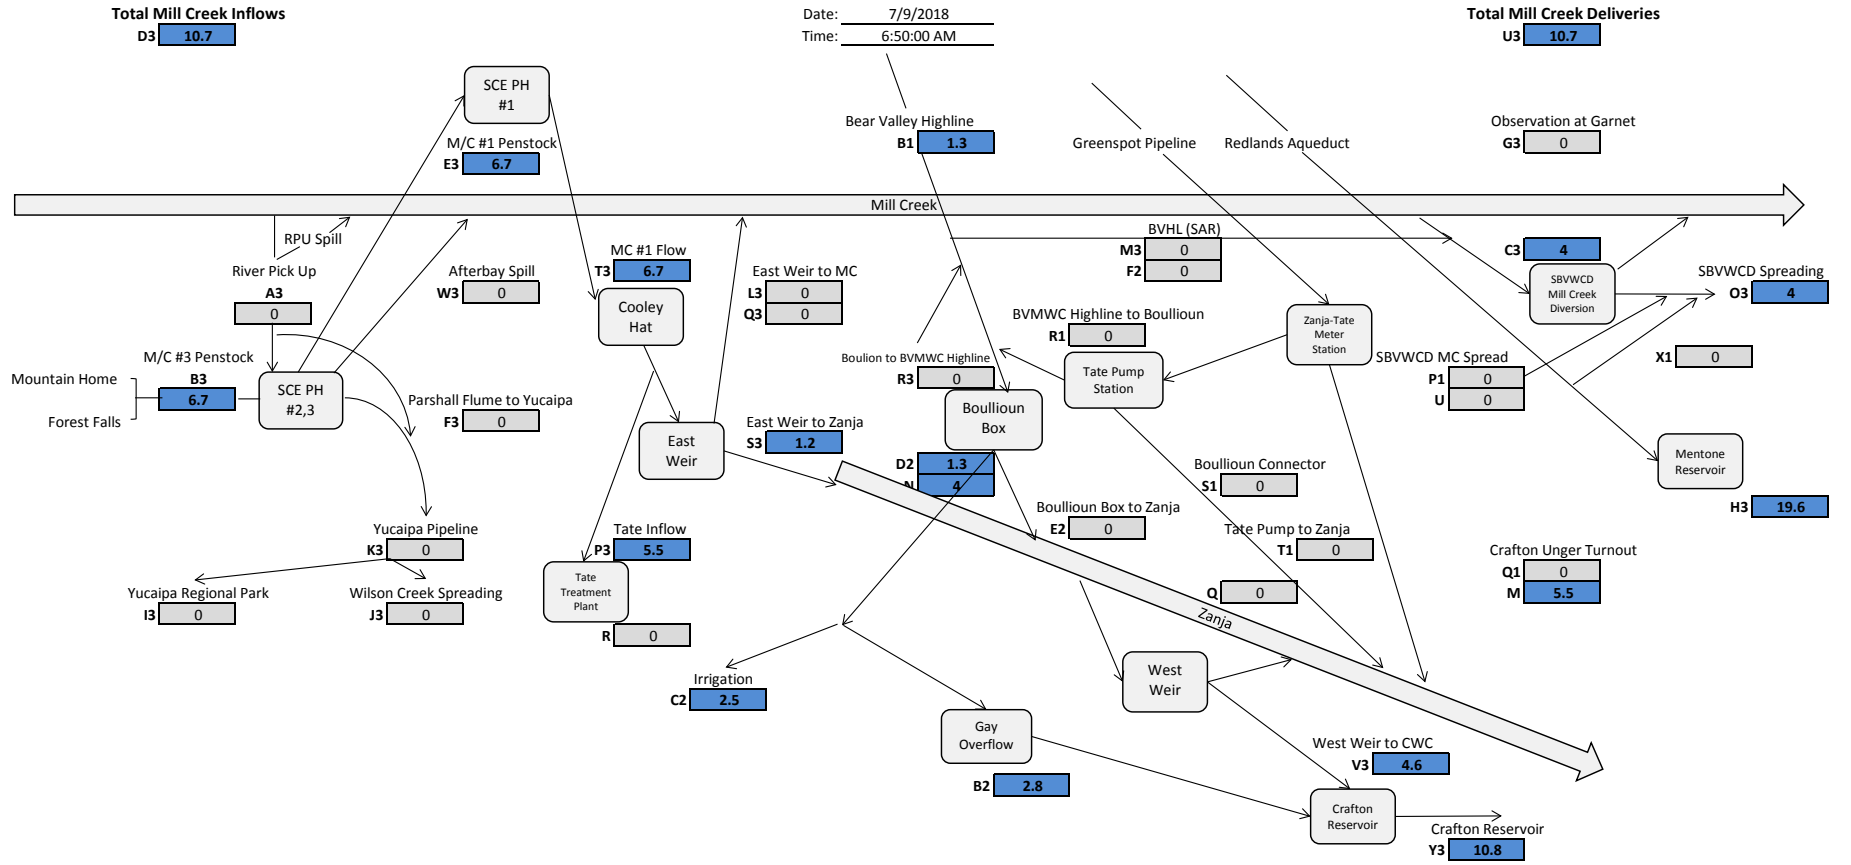 Total Mill Creek Inflows
D3 10.7
Date: 7/9/2018
Time: 6:50:00 AM
Total Mill Creek Deliveries
U3 10.7
SCE PH
#1
M/C #1 Penstock
E3 6.7
Bear Valley Highline
B1 1.3
Greenspot Pipeline
Redlands Aqueduct
Observation at Garnet
G3 0
Mill Creek
RPU Spill
River Pick Up
A3
0
Afterbay Spill
W3 0
MC #1 Flow
T3 6.7
Cooley
Hat
East Weir to MC
L3 0
Q3 0
BVHL (SAR)
M3 0
F2 0
C3 4
SBVWCD
Mill Creek
Diversion
SBVWCD Spreading
O3 4
BVMWC Highline to Boullioun
R1 0
Zanja-Tate
Meter
Station
M/C #3 Penstock
B3
6.7
Mountain Home
Forest Falls
SCE PH
#2,3
Boulion to BVMWC Highline
R3 0
Tate Pump
Station
SBVWCD MC Spread
P1 0
U 0
X1 0
Parshall Flume to Yucaipa
F3 0
East
Weir
East Weir to Zanja
S3 1.2
Boullioun
Box
D2 1.3
N 4
Boullioun Connector
S1 0
Mentone
Reservoir
H3 19.6
Boullioun Box to Zanja
E2 0
Yucaipa Pipeline
K3 0
Tate Inflow
P3 5.5
Tate
Treatment
Plant
R 0
Tate Pump to Zanja
T1 0
Crafton Unger Turnout
Q1 0
M 5.5
Yucaipa Regional Park
I3 0
Wilson Creek Spreading
J3 0
Q 0
Zanja
Irrigation
C2 2.5
West
Weir
Gay
Overflow
B2 2.8
West Weir to CWC
V3 4.6
Crafton
Reservoir
Crafton Reservoir
Y3 10.8